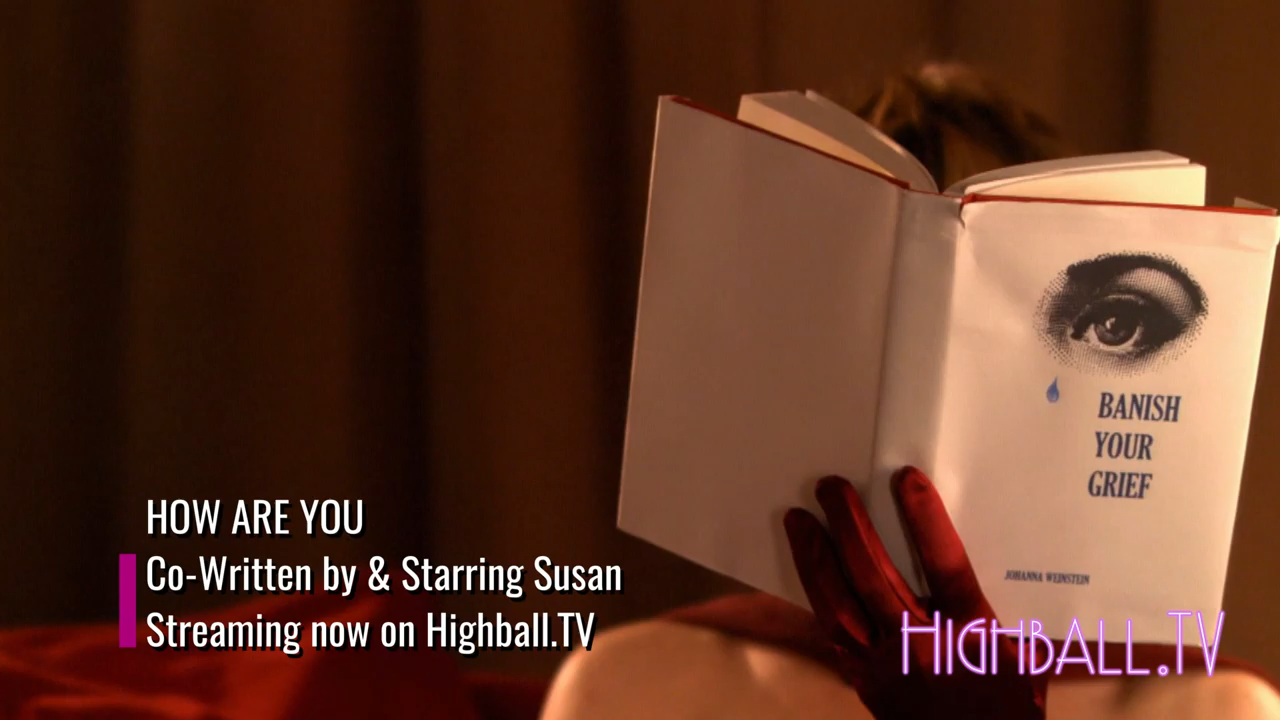 BANISH
YOUR
GRIEF
JOHANNA WEINSTEIN
HOW ARE YOU
Co-Written by & Starring Susan
Streaming now on Highball.TV
HIGHBALL.TV